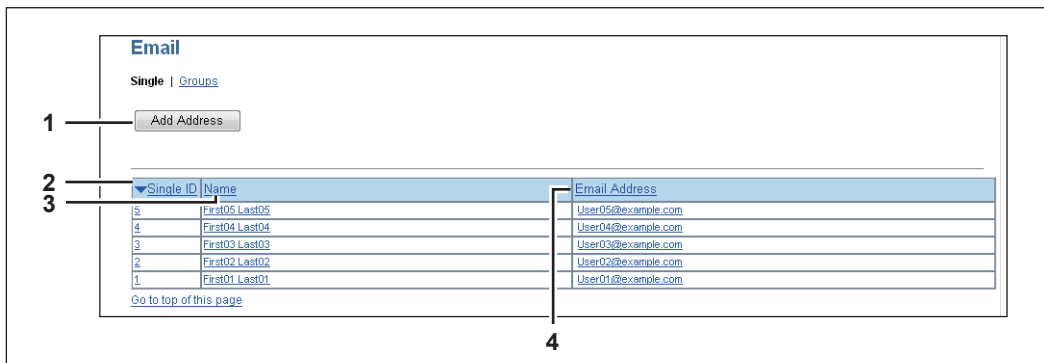 Email
Single | Groups
1
Add Address
2
▼Single ID Name Email Address
3
5 First05 Last05 User05@example.com
4 First04 Last04 User04@example.com
3 First03 Last03 User03@example.com
2 First02 Last02 User02@example.com
1 First01 Last01 User01@example.com
Go to top of this page
4